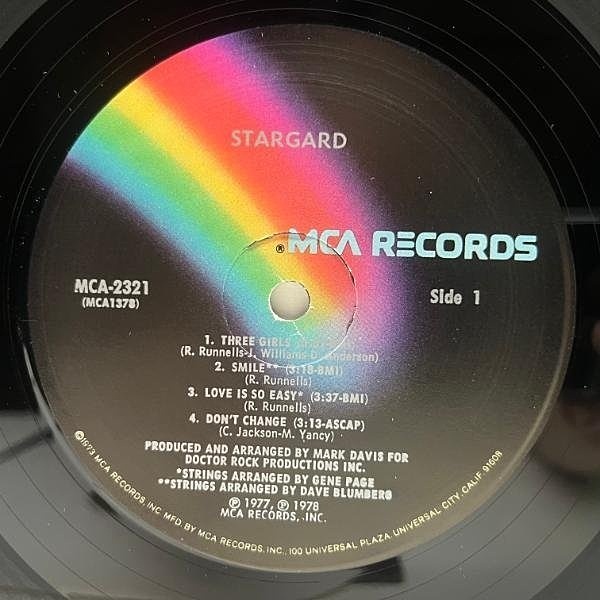 STARGARD
® MCA RECORDS
MCA-2321
(MCA1378)
Side 1
1. THREE GIRLS
(R. Runnells-J. Williams-D. Anderson)
2. SMILE** (3:18-BMI)
(R. Runnells)
3. LOVE IS SO EASY* (3:37-BMI)
(R. Runnells)
4. DON'T CHANGE (3:13-ASCAP)
(C. Jackson-M. Yancy)
PRODUCED AND ARRANGED BY MARK DAVIS FOR
DOCTOR ROCK PRODUCTIONS INC.
*STRINGS ARRANGED BY GENE PAGE
**STRINGS ARRANGED BY DAVE BLUMBERG
℗ 1977, ℗ 1978
MCA RECORDS, INC.
©1973 MCA RECORDS, INC. MFD BY MCA RECORDS, INC., 100 UNIVERSAL PLAZA, UNIVERSAL CITY, CALIF. 91608